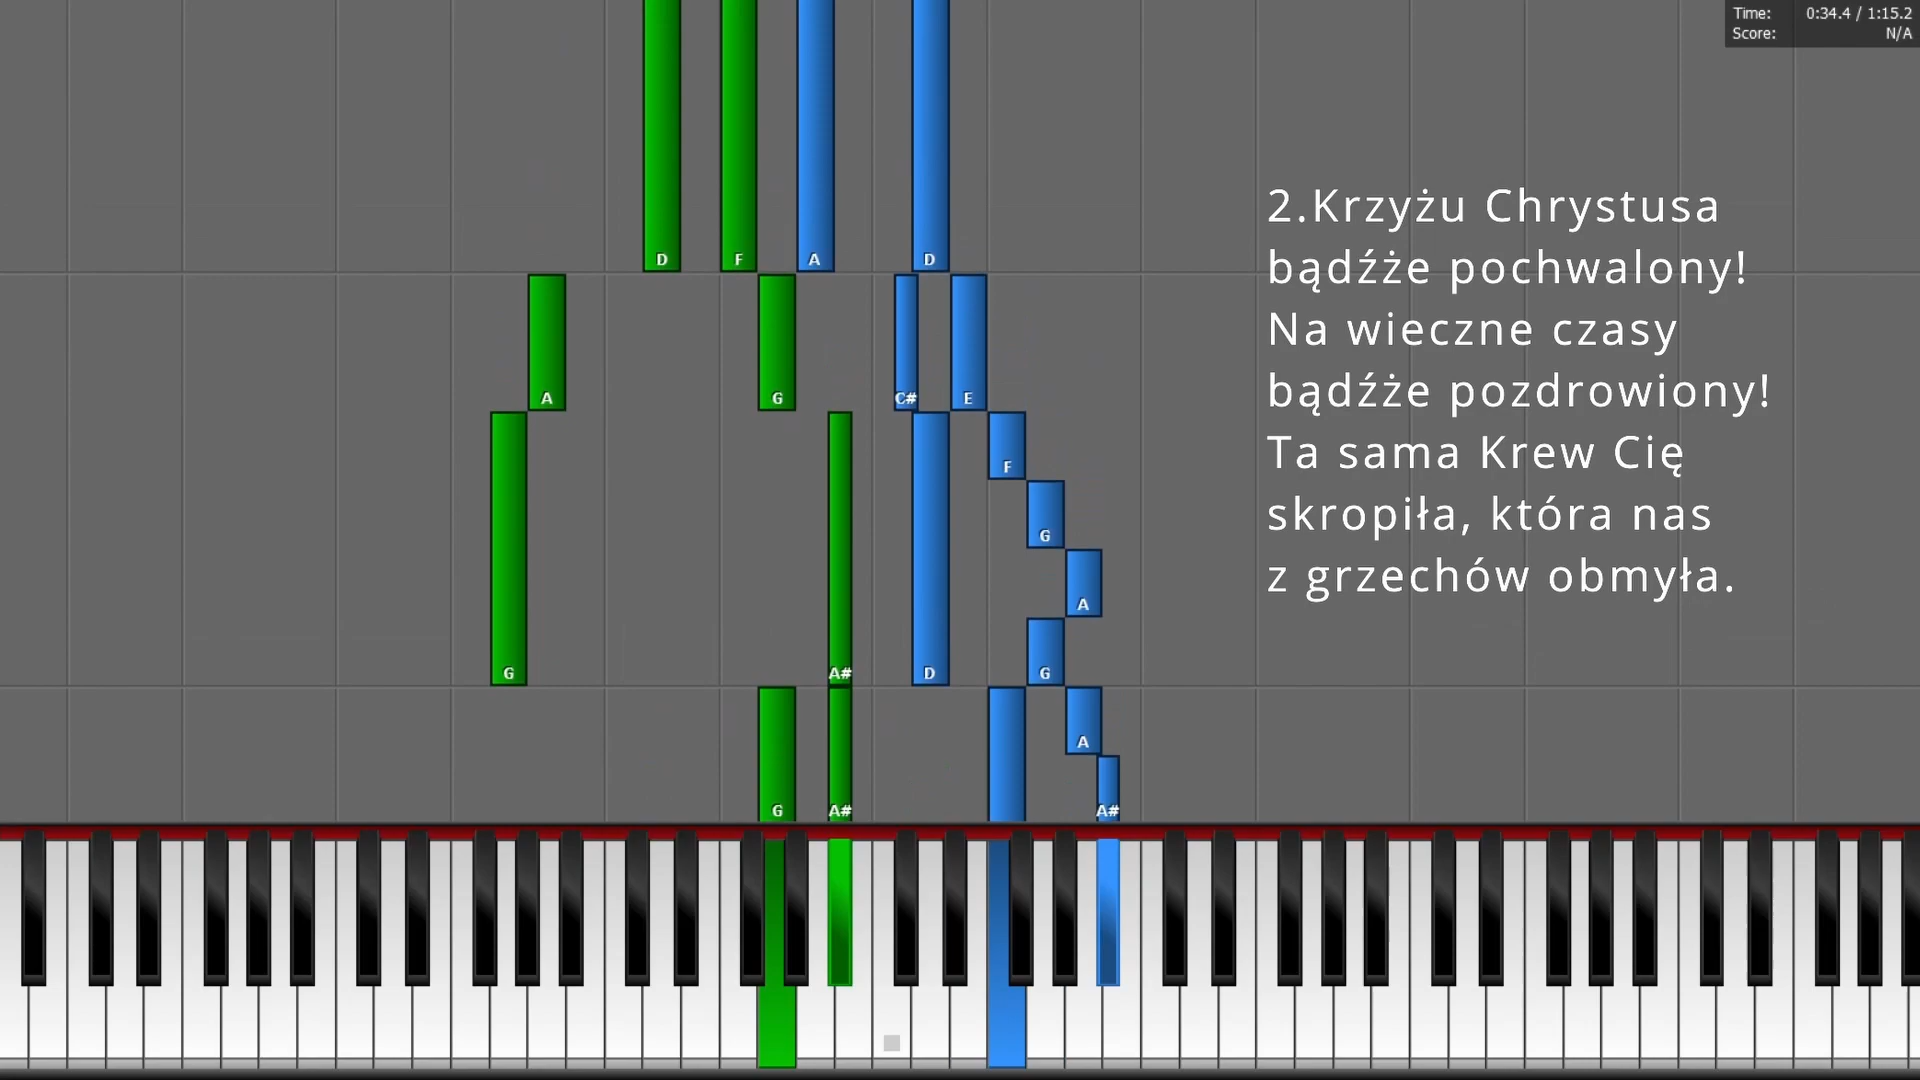 Time: 0:34.4 / 1:15.2
Score: N/A
2.Krzyżu Chrystusa
bądźże pochwalony!
Na wieczne czasy
bądźże pozdrowiony!
Ta sama Krew Cię
skropiła, która nas
z grzechów obmyła.
D F A D
A G C# E
F
G
A
G A# D G
A
G A# A#